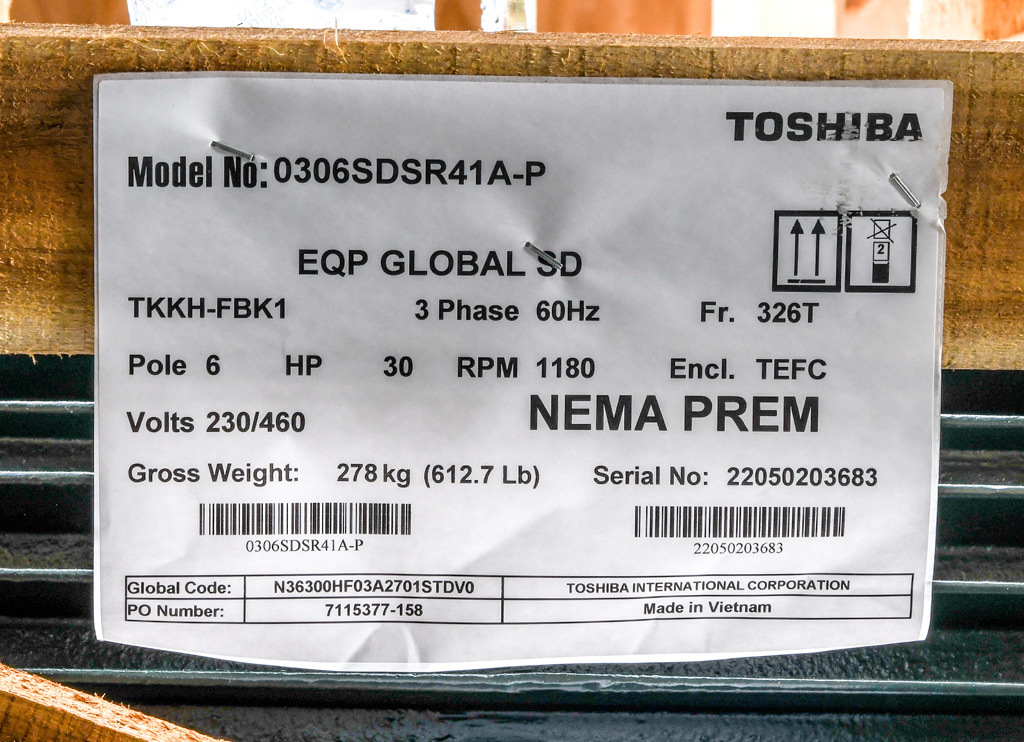 TOSHIBA
Model No: 0306SDSR41A-P
EQP GLOBAL SD
2
TKKH-FBK1 3 Phase 60Hz Fr. 326T
Pole 6 HP 30 RPM 1180 Encl. TEFC
Volts 230/460 NEMA PREM
Gross Weight: 278 kg (612.7 Lb) Serial No: 22050203683
0306SDSR41A-P 22050203683
Global Code: N36300HF03A2701STDV0 TOSHIBA INTERNATIONAL CORPORATION
PO Number: 7115377-158 Made in Vietnam